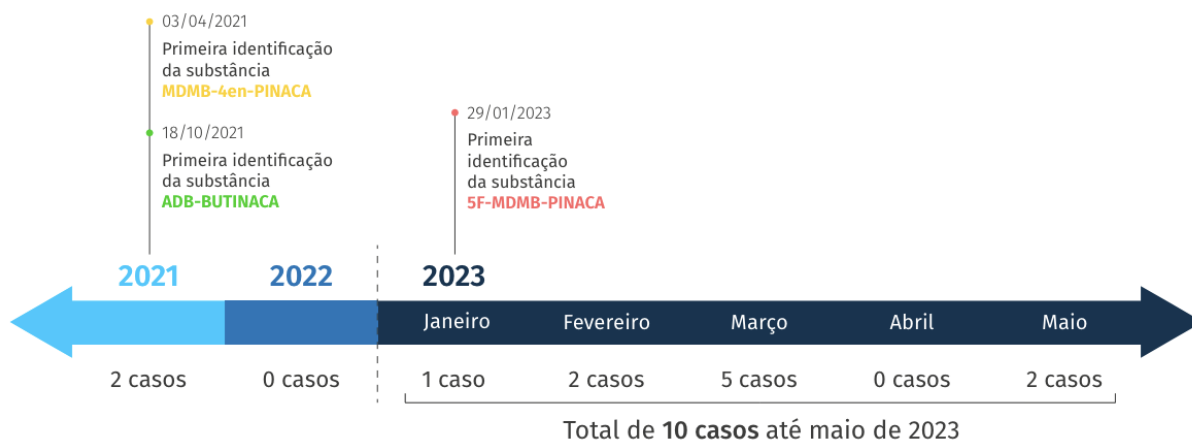 03/04/2021
Primeira identificação
da substância
MDMB-4en-PINACA
18/10/2021
Primeira identificação
da substância
ADB-BUTINACA
29/01/2023
Primeira
identificação
da substância
5F-MDMB-PINACA
2021 2022 2023
Janeiro Fevereiro Março Abril Maio
2 casos 0 casos 1 caso 2 casos 5 casos 0 casos 2 casos
Total de 10 casos até maio de 2023